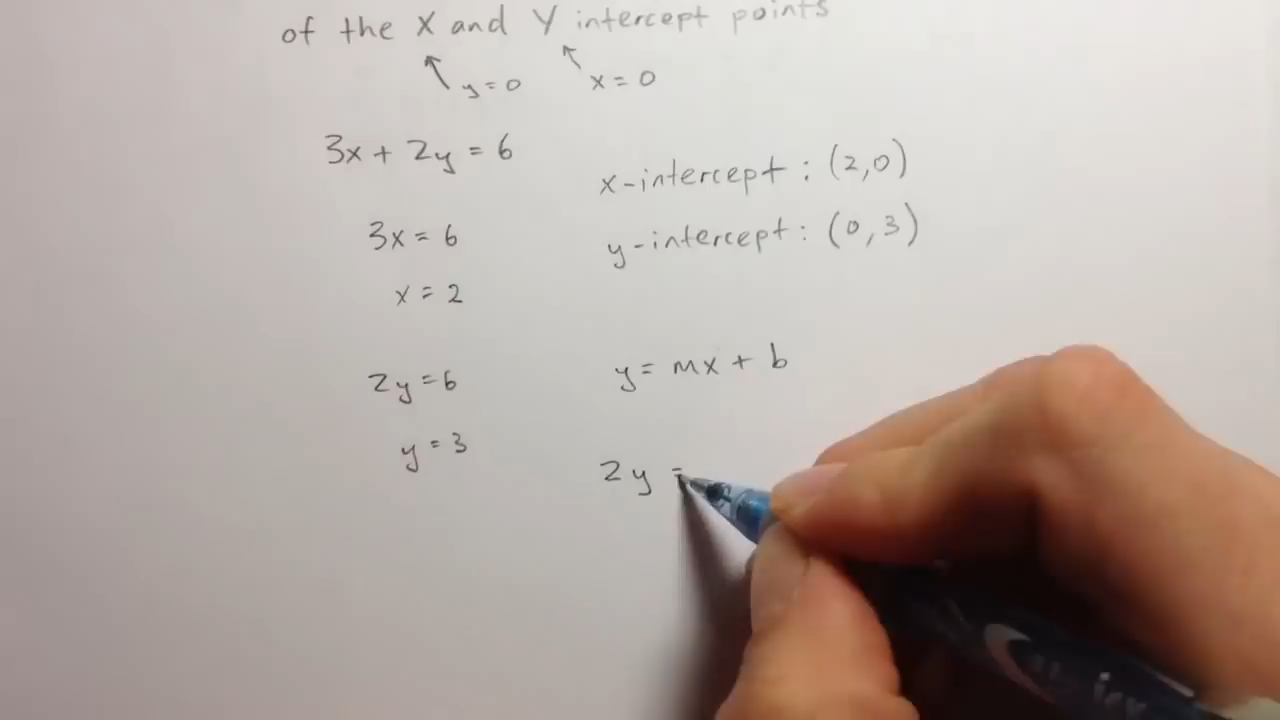 of the X and Y intercept points
y=0 x=0
3x + 2y = 6
x-intercept: (2,0)
3x = 6
y-intercept: (0,3)
x = 2
y = mx + b
2y = 6
y = 3
2y =